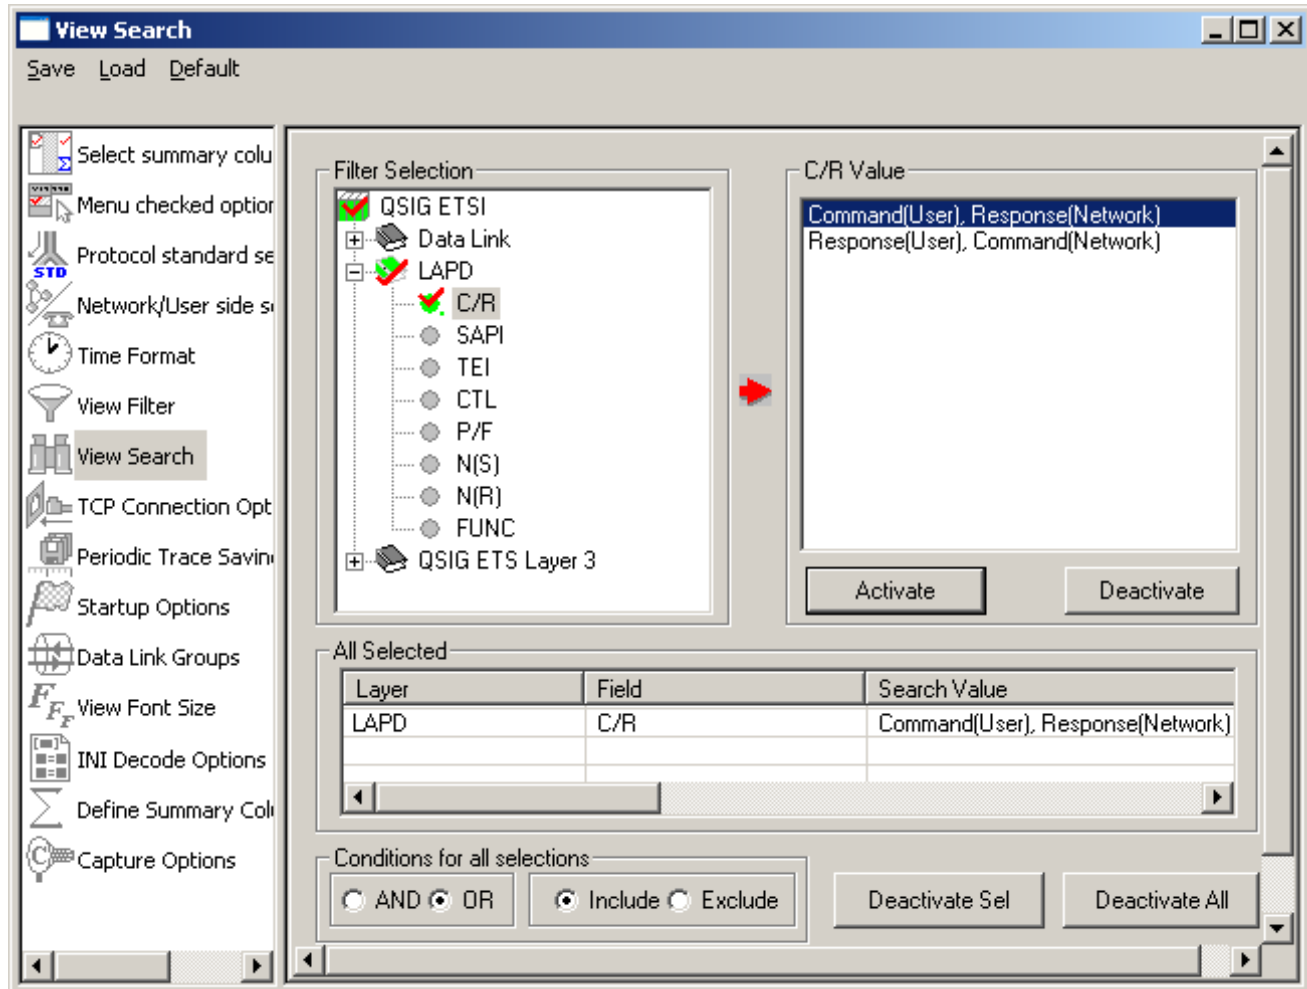 View Search
Save Load Default
Select summary colu
Menu checked option
Protocol standard se
STD
Network/User side s
Time Format
View Filter
View Search
TCP Connection Opt
Periodic Trace Savin
Startup Options
Data Link Groups
View Font Size
INI Decode Options
Define Summary Col
Capture Options
Filter Selection
QSIG ETSI
Data Link
LAPD
C/R
SAPI
TEI
CTL
P/F
N(S)
N(R)
FUNC
QSIG ETS Layer 3
C/R Value
Command(User), Response(Network)
Response(User), Command(Network)
Activate Deactivate
All Selected
Layer Field Search Value
LAPD C/R Command(User), Response(Network)
Conditions for all selections
AND OR Include Exclude Deactivate Sel Deactivate All